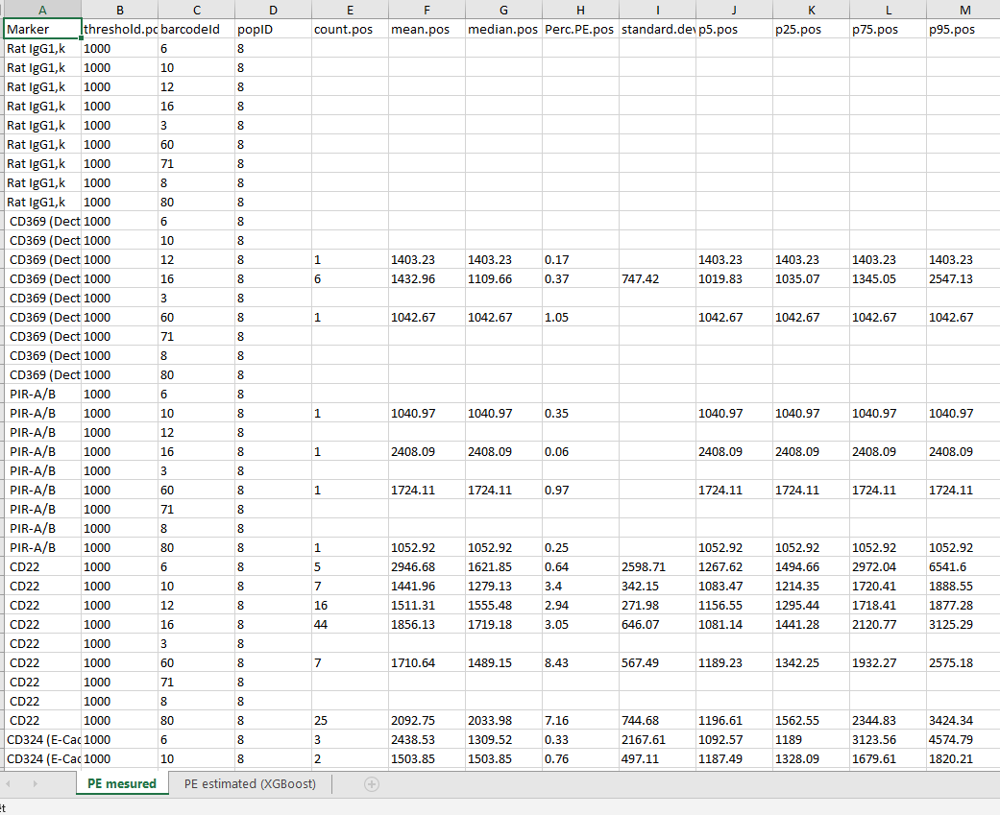 A B C D E F G H I J K L M
Marker threshold.po barcodeId popID count.pos mean.pos median.pos Perc.PE.pos standard.dev p5.pos p25.pos p75.pos p95.pos
Rat IgG1,k 1000 6 8
Rat IgG1,k 1000 10 8
Rat IgG1,k 1000 12 8
Rat IgG1,k 1000 16 8
Rat IgG1,k 1000 3 8
Rat IgG1,k 1000 60 8
Rat IgG1,k 1000 71 8
Rat IgG1,k 1000 8 8
Rat IgG1,k 1000 80 8
CD369 (Dect 1000 6 8
CD369 (Dect 1000 10 8
CD369 (Dect 1000 12 8 1 1403.23 1403.23 0.17 1403.23 1403.23 1403.23 1403.23
CD369 (Dect 1000 16 8 6 1432.96 1109.66 0.37 747.42 1019.83 1035.07 1345.05 2547.13
CD369 (Dect 1000 3 8
CD369 (Dect 1000 60 8 1 1042.67 1042.67 1.05 1042.67 1042.67 1042.67 1042.67
CD369 (Dect 1000 71 8
CD369 (Dect 1000 8 8
CD369 (Dect 1000 80 8
PIR-A/B 1000 6 8
PIR-A/B 1000 10 8 1 1040.97 1040.97 0.35 1040.97 1040.97 1040.97 1040.97
PIR-A/B 1000 12 8
PIR-A/B 1000 16 8 1 2408.09 2408.09 0.06 2408.09 2408.09 2408.09 2408.09
PIR-A/B 1000 3 8
PIR-A/B 1000 60 8 1 1724.11 1724.11 0.97 1724.11 1724.11 1724.11 1724.11
PIR-A/B 1000 71 8
PIR-A/B 1000 8 8
PIR-A/B 1000 80 8 1 1052.92 1052.92 0.25 1052.92 1052.92 1052.92 1052.92
CD22 1000 6 8 5 2946.68 1621.85 0.64 2598.71 1267.62 1494.66 2972.04 6541.6
CD22 1000 10 8 7 1441.96 1279.13 3.4 342.15 1083.47 1214.35 1720.41 1888.55
CD22 1000 12 8 16 1511.31 1555.48 2.94 271.98 1156.55 1295.44 1718.41 1877.28
CD22 1000 16 8 44 1856.13 1719.18 3.05 646.07 1081.14 1441.28 2120.77 3125.29
CD22 1000 3 8
CD22 1000 60 8 7 1710.64 1489.15 8.43 567.49 1189.23 1342.25 1932.27 2575.18
CD22 1000 71 8
CD22 1000 8 8
CD22 1000 80 8 25 2092.75 2033.98 7.16 744.68 1196.61 1562.55 2344.83 3424.34
CD324 (E-Cad 1000 6 8 3 2438.53 1309.52 0.33 2167.61 1092.57 1189 3123.56 4574.79
CD324 (E-Cad 1000 10 8 2 1503.85 1503.85 0.76 497.11 1187.49 1328.09 1679.61 1820.21
PE mesured PE estimated (XGBoost)